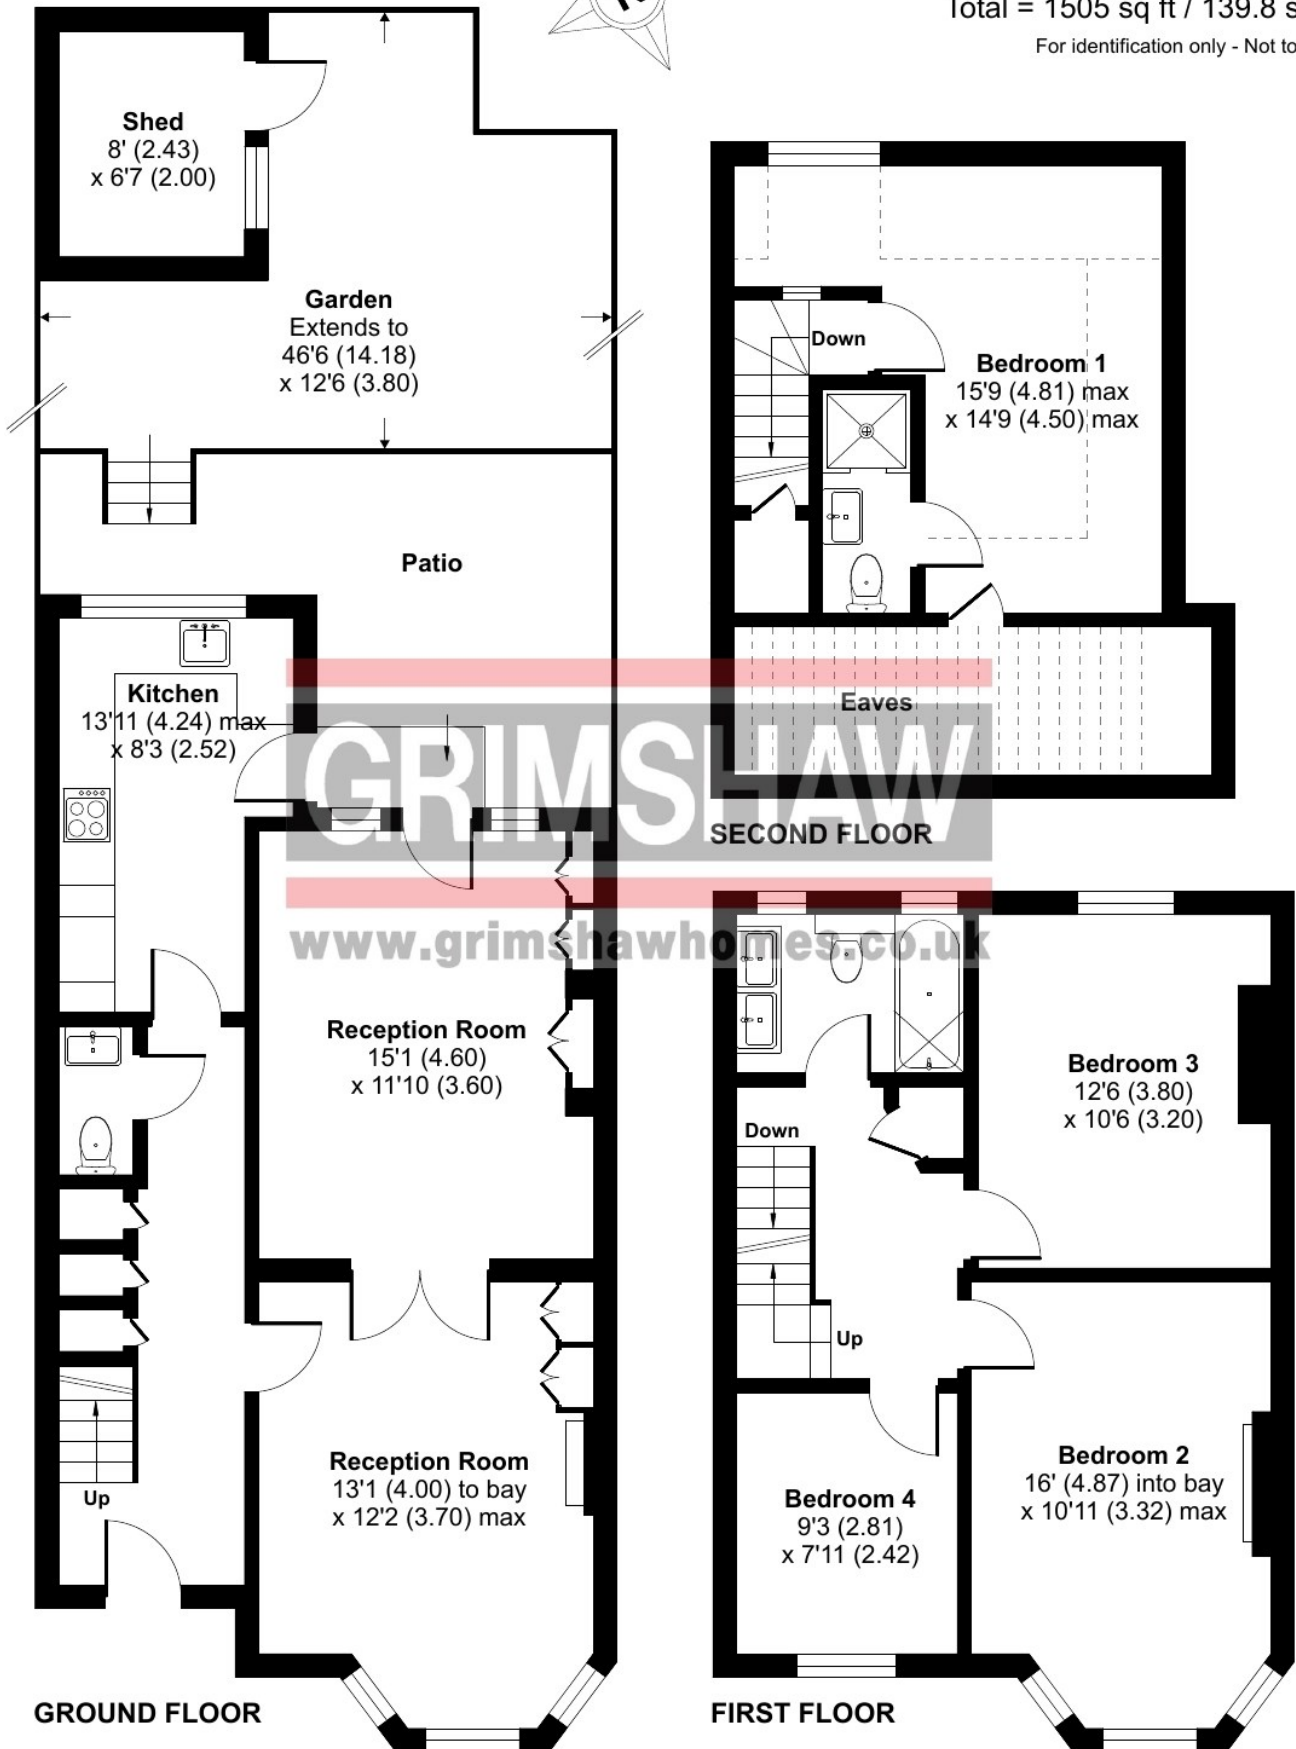 Total = 1505 sq ft / 139.8 s
For identification only - Not to
Shed
8' (2.43)
x 6'7 (2.00)
Garden
Extends to
46'6 (14.18)
x 12'6 (3.80)
Patio
Kitchen
13'11 (4.24) max
x 8'3 (2.52)
Reception Room
15'1 (4.60)
x 11'10 (3.60)
Reception Room
13'1 (4.00) to bay
x 12'2 (3.70) max
Up
GROUND FLOOR
Down
Bedroom 1
15'9 (4.81) max
x 14'9 (4.50) max
Eaves
SECOND FLOOR
GRIMSHAW
www.grimshawhomes.co.uk
Bedroom 3
12'6 (3.80)
x 10'6 (3.20)
Down
Up
Bedroom 2
16' (4.87) into bay
x 10'11 (3.32) max
Bedroom 4
9'3 (2.81)
x 7'11 (2.42)
FIRST FLOOR